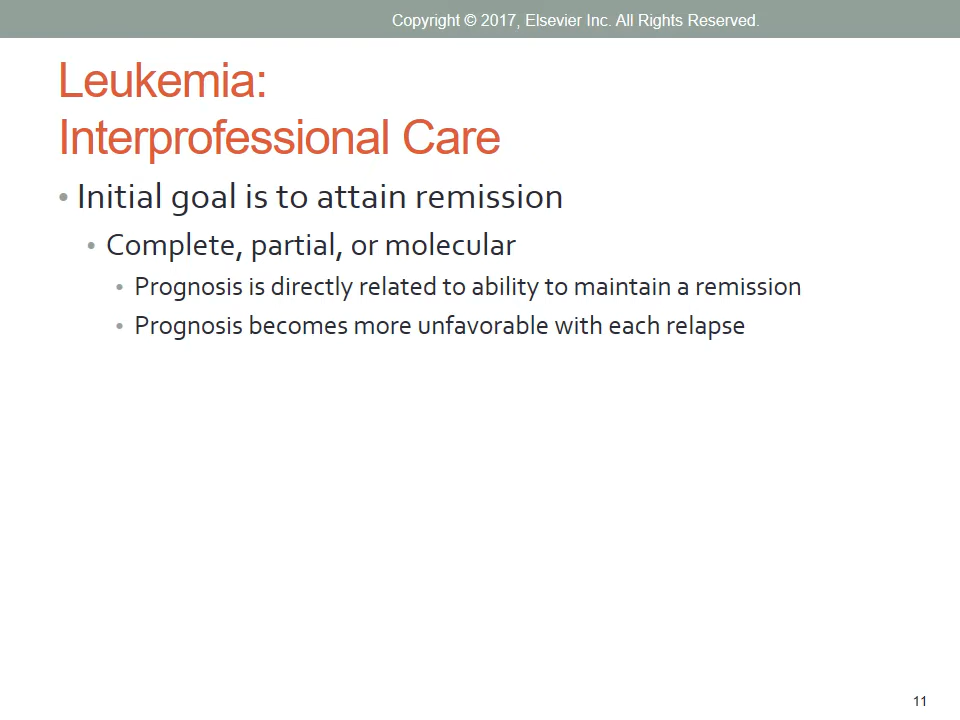 Copyright © 2017, Elsevier Inc. All Rights Reserved.
Leukemia:
Interprofessional Care
• Initial goal is to attain remission
• Complete, partial, or molecular
• Prognosis is directly related to ability to maintain a remission
• Prognosis becomes more unfavorable with each relapse
11